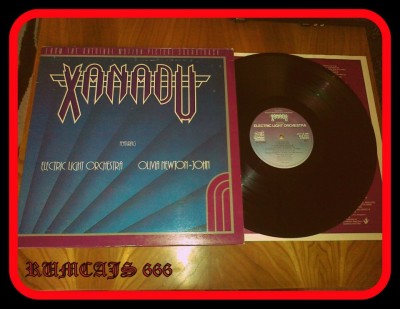 FROM THE ORIGINAL MOTION PICTURE SOUNDTRACK
XANADU
ELECTRIC LIGHT ORCHESTRA OLIVIA NEWTON-JOHN
XANADU
ELECTRIC LIGHT ORCHESTRA
RUMCAJS 666